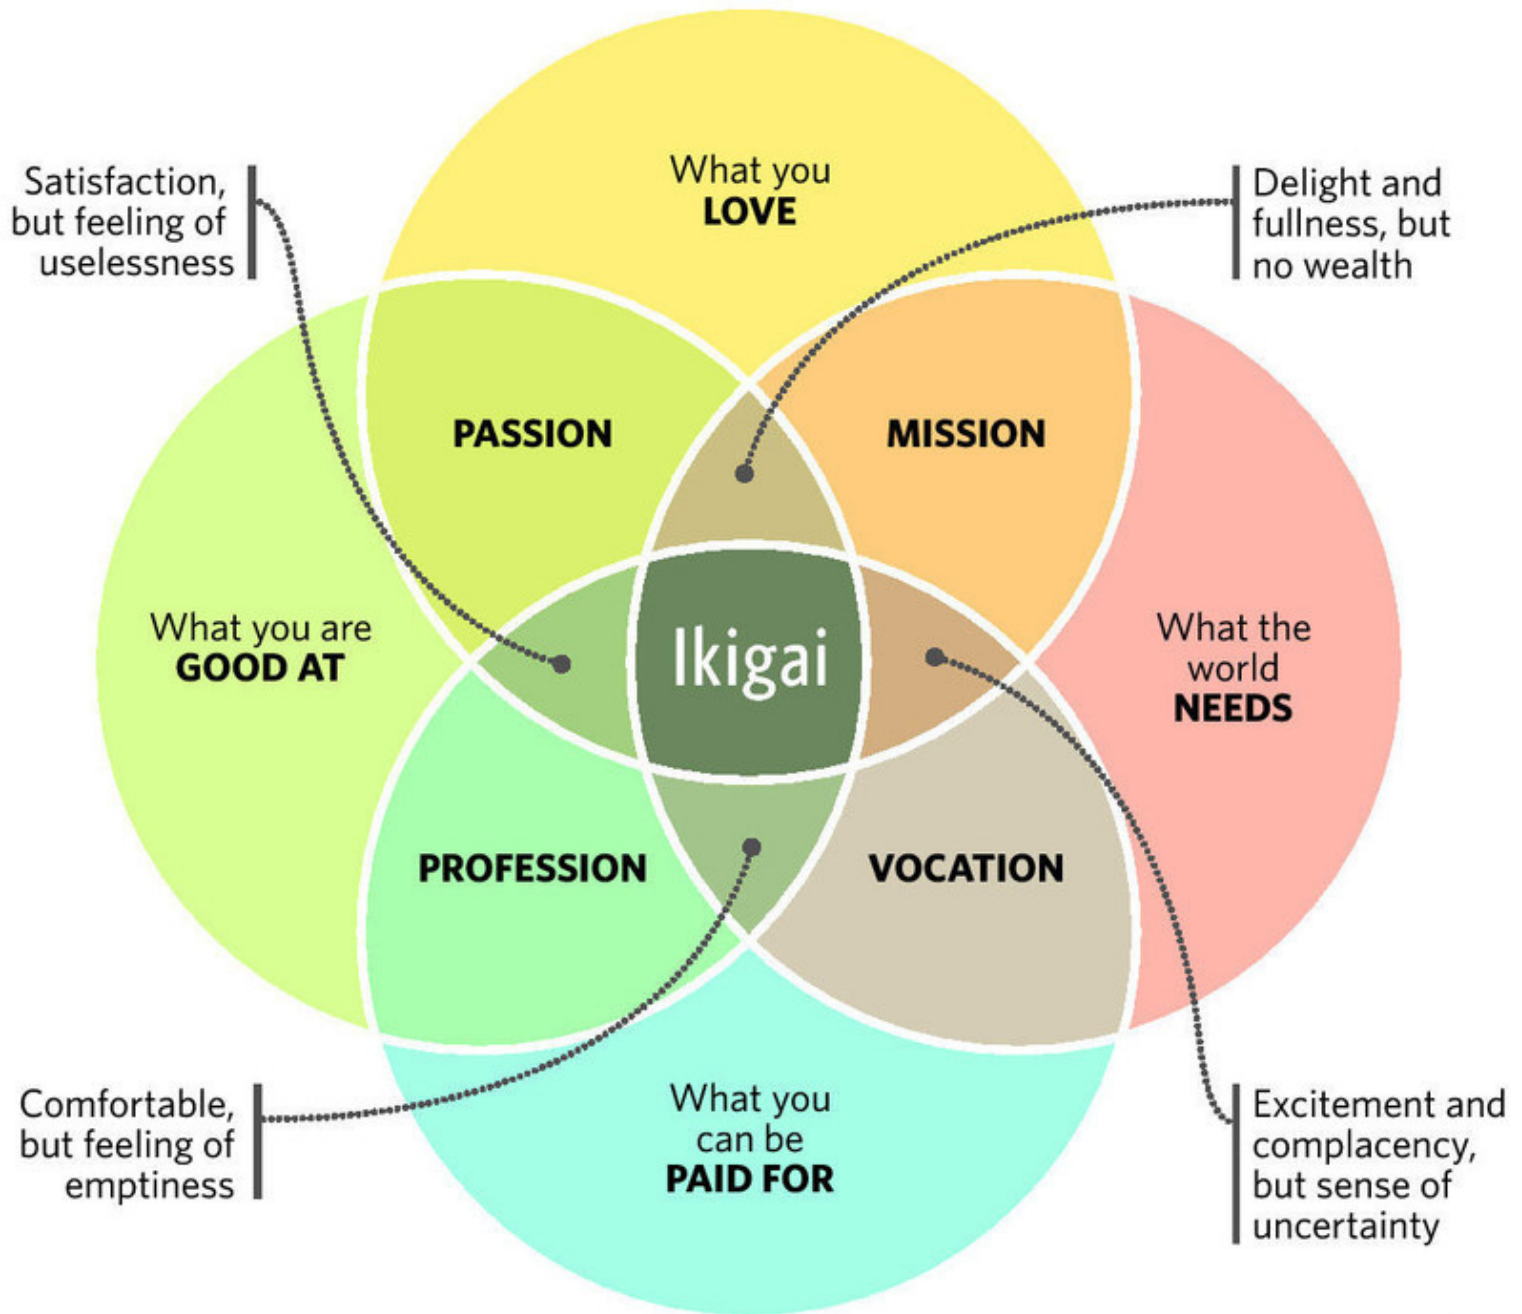 What you
LOVE
Satisfaction,
but feeling of
uselessness
Delight and
fullness, but
no wealth
PASSION
MISSION
What you are
GOOD AT
Ikigai
What the
world
NEEDS
PROFESSION
VOCATION
What you
can be
PAID FOR
Comfortable,
but feeling of
emptiness
Excitement and
complacency,
but sense of
uncertainty